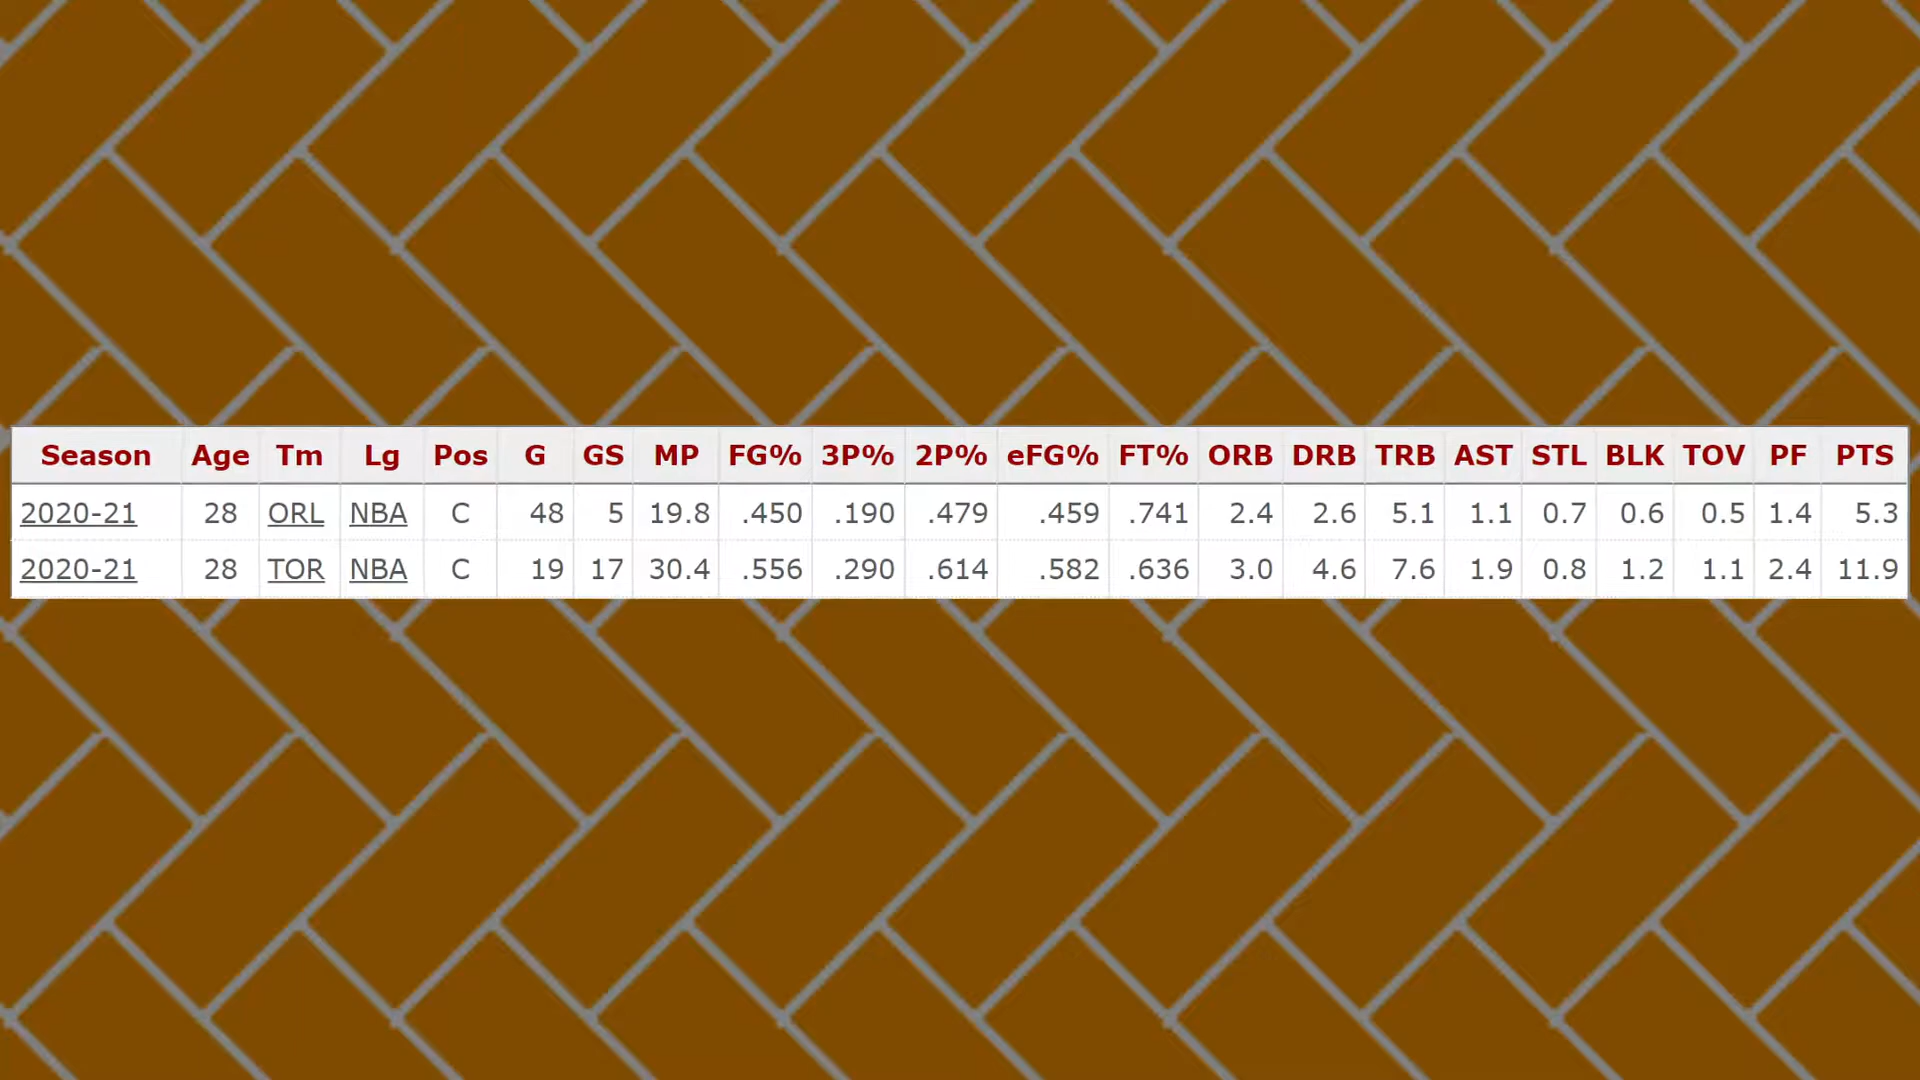 Season Age Tm Lg Pos G GS MP FG% 3P% 2P% eFG% FT% ORB DRB TRB AST STL BLK TOV PF PTS
2020-21 28 ORL NBA C 48 5 19.8 .450 .190 .479 .459 .741 2.4 2.6 5.1 1.1 0.7 0.6 0.5 1.4 5.3
2020-21 28 TOR NBA C 19 17 30.4 .556 .290 .614 .582 .636 3.0 4.6 7.6 1.9 0.8 1.2 1.1 2.4 11.9